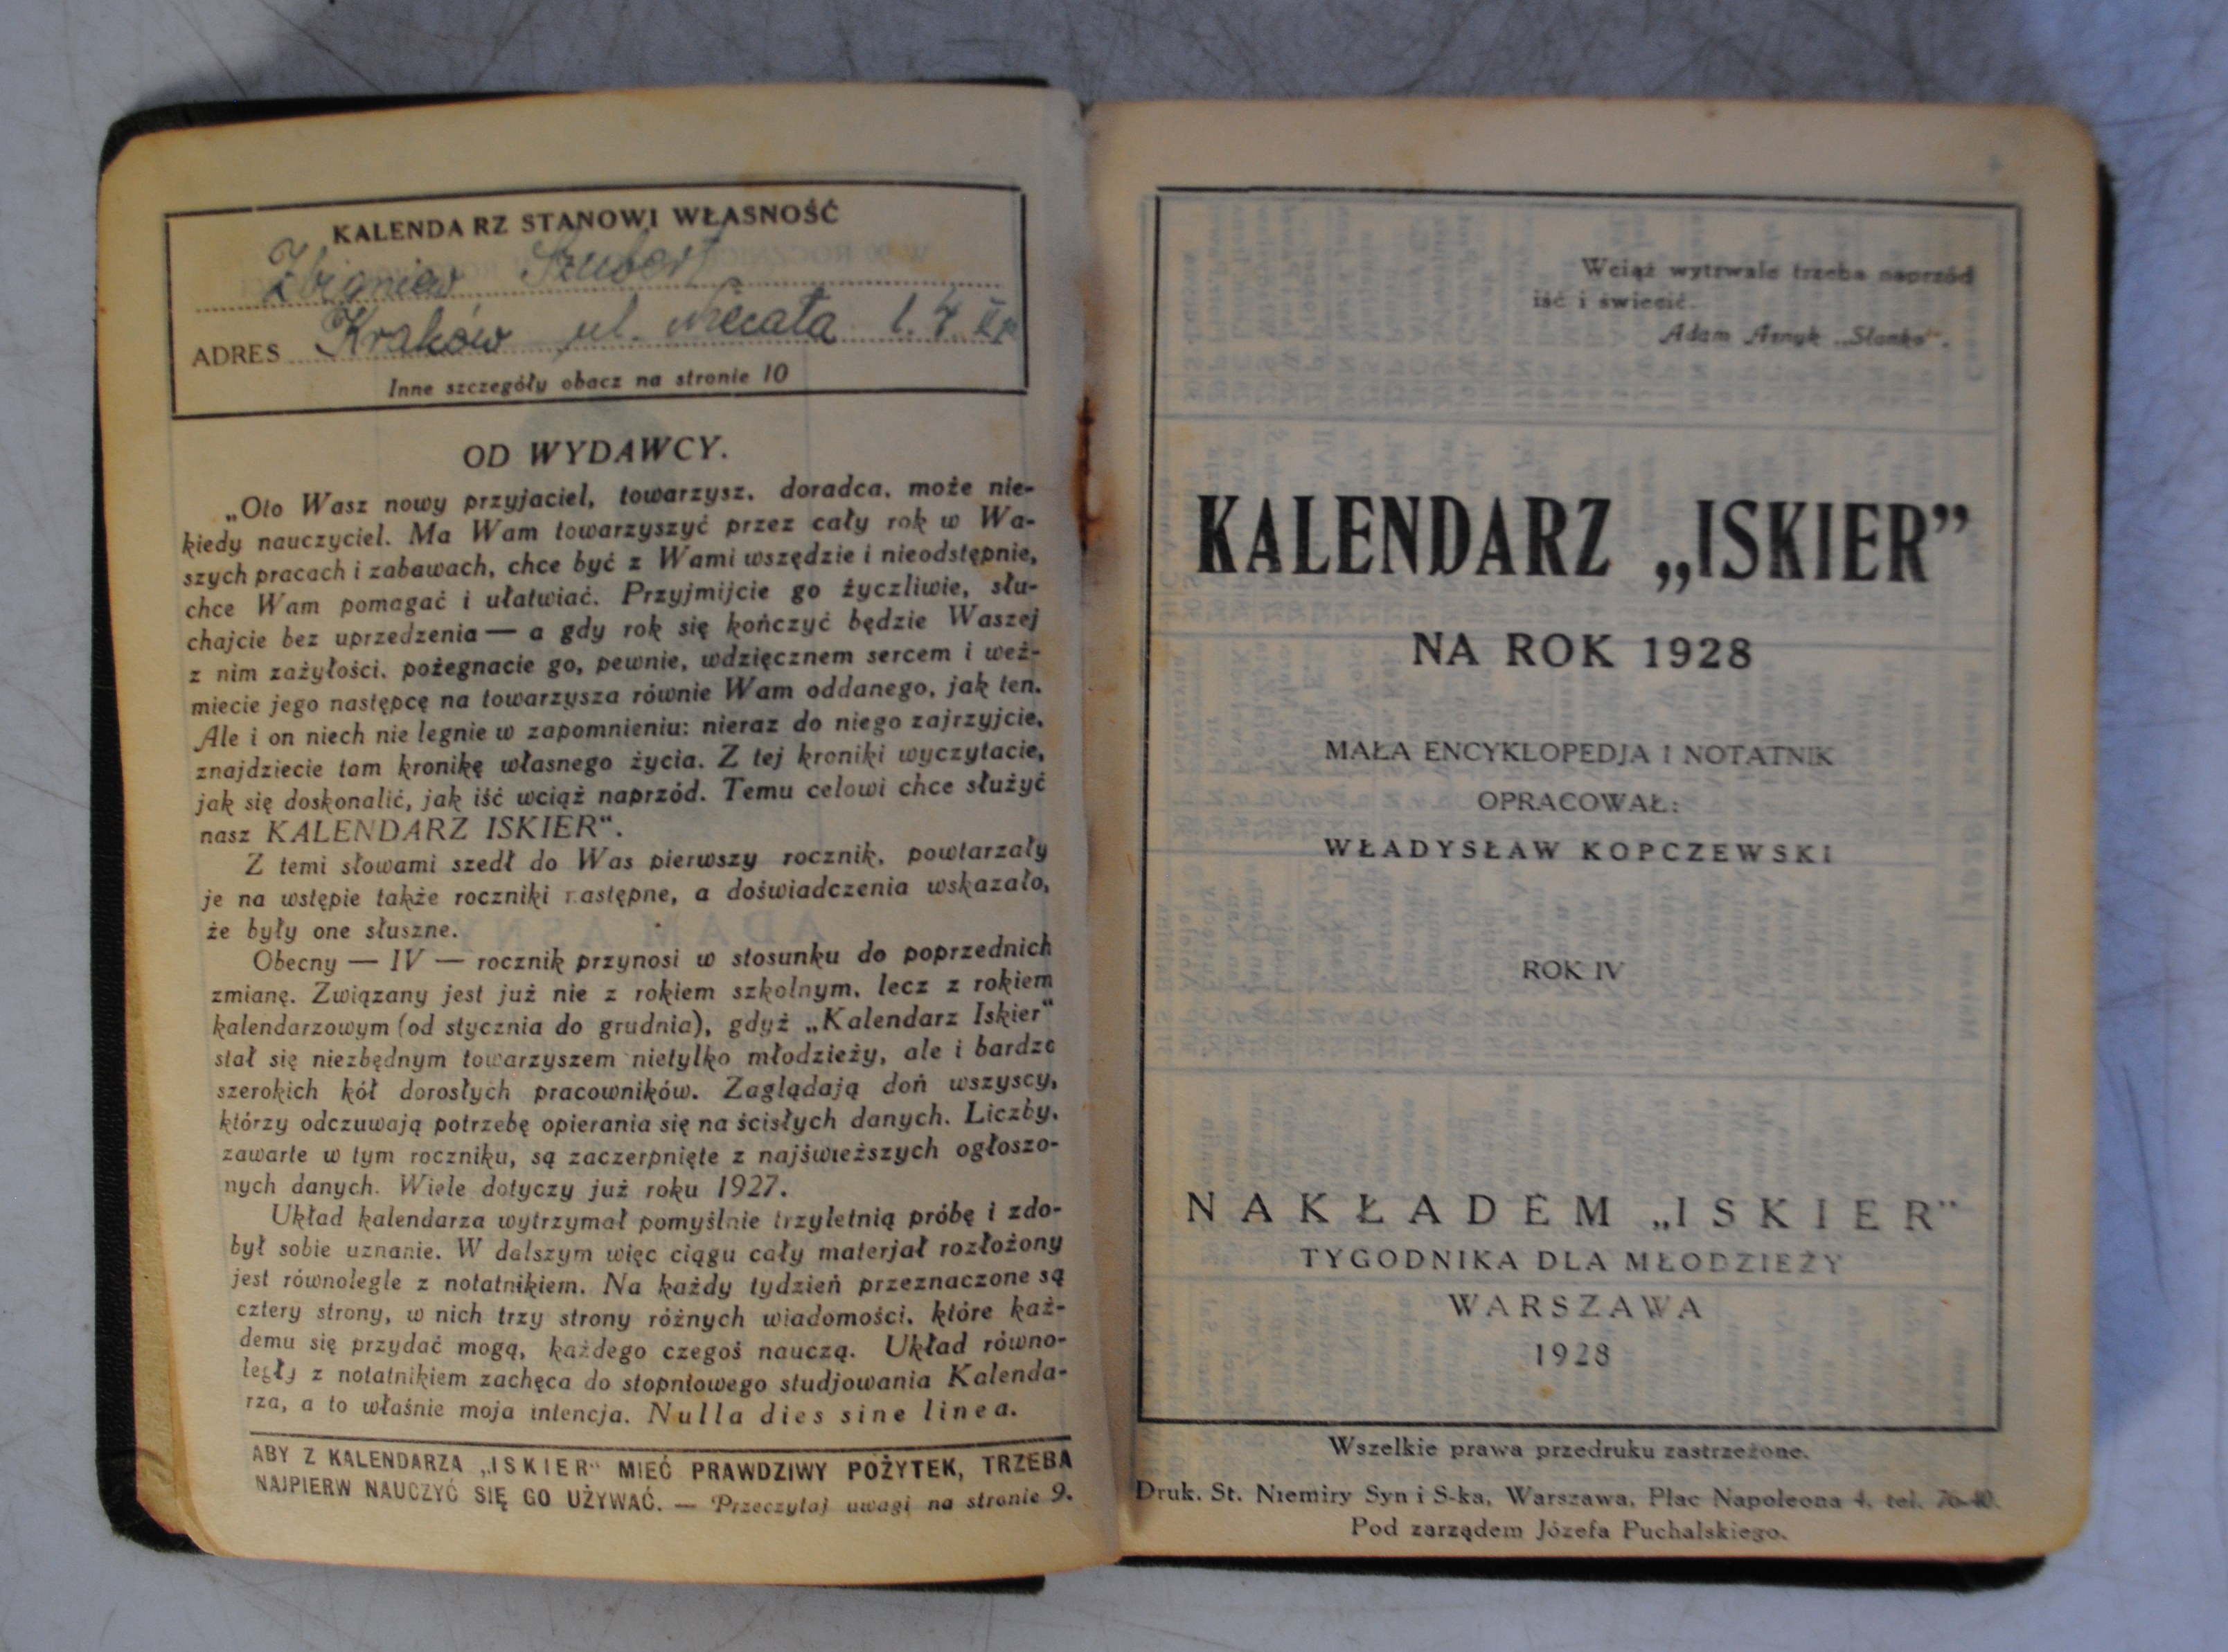 KALENDARZ STANOWI WŁASNOŚĆ
Zbigniew Szubert
ADRES Kraków ul. l. 4
Inne szczegóły obacz na stronie 10
OD WYDAWCY.
„Oto Wasz nowy przyjaciel, towarzysz, doradca, może nie-
kiedy nauczyciel. Ma Wam towarzyszyć przez cały rok w Wa-
szych pracach i zabawach, chce być z Wami wszędzie i nieodstępnie,
chce Wam pomagać i ułatwiać. Przyjmijcie go życzliwie, słu-
chajcie bez uprzedzenia — a gdy rok się kończyć będzie Waszej
z nim zażyłości, pożegnacie go, pewnie, wdzięcznem sercem i weź-
miecie jego następcę na towarzysza równie Wam oddanego, jak ten.
Ale i on niech nie legnie w zapomnieniu: nieraz do niego zajrzyjcie,
znajdziecie tam kronikę własnego życia. Z tej kroniki wyczytacie,
jak się doskonalić, jak iść wciąż naprzód. Temu celowi chce służyć
nasz KALENDARZ ISKIER“.
Z temi słowami szedł do Was pierwszy rocznik, powtarzały
je na wstępie także roczniki następne, a doświadczenia wskazało,
że były one słuszne.
Obecny — IV — rocznik przynosi w stosunku do poprzednich
zmianę. Związany jest już nie z rokiem szkolnym, lecz z rokiem
kalendarzowym (od stycznia do grudnia), gdyż „Kalendarz Iskier“
stał się niezbędnym towarzyszem nietylko młodzieży, ale i bardzo
szerokich kół dorosłych pracowników. Zaglądają doń wszyscy,
którzy odczuwają potrzebę opierania się na ścisłych danych. Liczby,
zawarte w tym roczniku, są zaczerpnięte z najświeższych ogłoszo-
nych danych. Wiele dotyczy już roku 1927.
Układ kalendarza wytrzymał pomyślnie trzyletnią próbę i zdo-
był sobie uznanie. W dalszym więc ciągu cały materjał rozłożony
jest równolegle z notatnikiem. Na każdy tydzień przeznaczone są
cztery strony, w nich trzy strony różnych wiadomości, które każ-
demu się przydać mogą, każdego czegoś nauczą. Układ równo-
legły z notatnikiem zachęca do stopniowego studjowania Kalenda-
rza, a to właśnie moja intencja. Nulla dies sine linea.
ABY Z KALENDARZA „ISKIER“ MIEĆ PRAWDZIWY POŻYTEK, TRZEBA
NAJPIERW NAUCZYĆ SIĘ GO UŻYWAĆ. — Przeczytaj uwagi na stronie 9.
Wciąż wytrwale trzeba naprzód
iść i świecić.
Adam Asnyk „Słonko“.
KALENDARZ „ISKIER”
NA ROK 1928
MAŁA ENCYKLOPEDJA I NOTATNIK
OPRACOWAŁ:
WŁADYSŁAW KOPCZEWSKI
ROK IV
NAKŁADEM „ISKIER“
TYGODNIKA DLA MŁODZIEŻY
WARSZAWA
1928
Wszelkie prawa przedruku zastrzeżone.
Druk. St. Niemiry Syn i S-ka, Warszawa, Plac Napoleona 4, tel. 76-40.
Pod zarządem Józefa Puchalskiego.